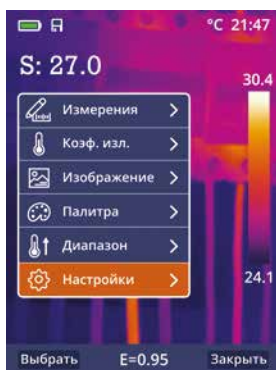 °C 21:47
S: 27.0
30.4
Измерения
Коэф. изл.
Изображение
Палитра
Диапазон
Настройки
24.1
Выбрать E=0.95 Закрыть